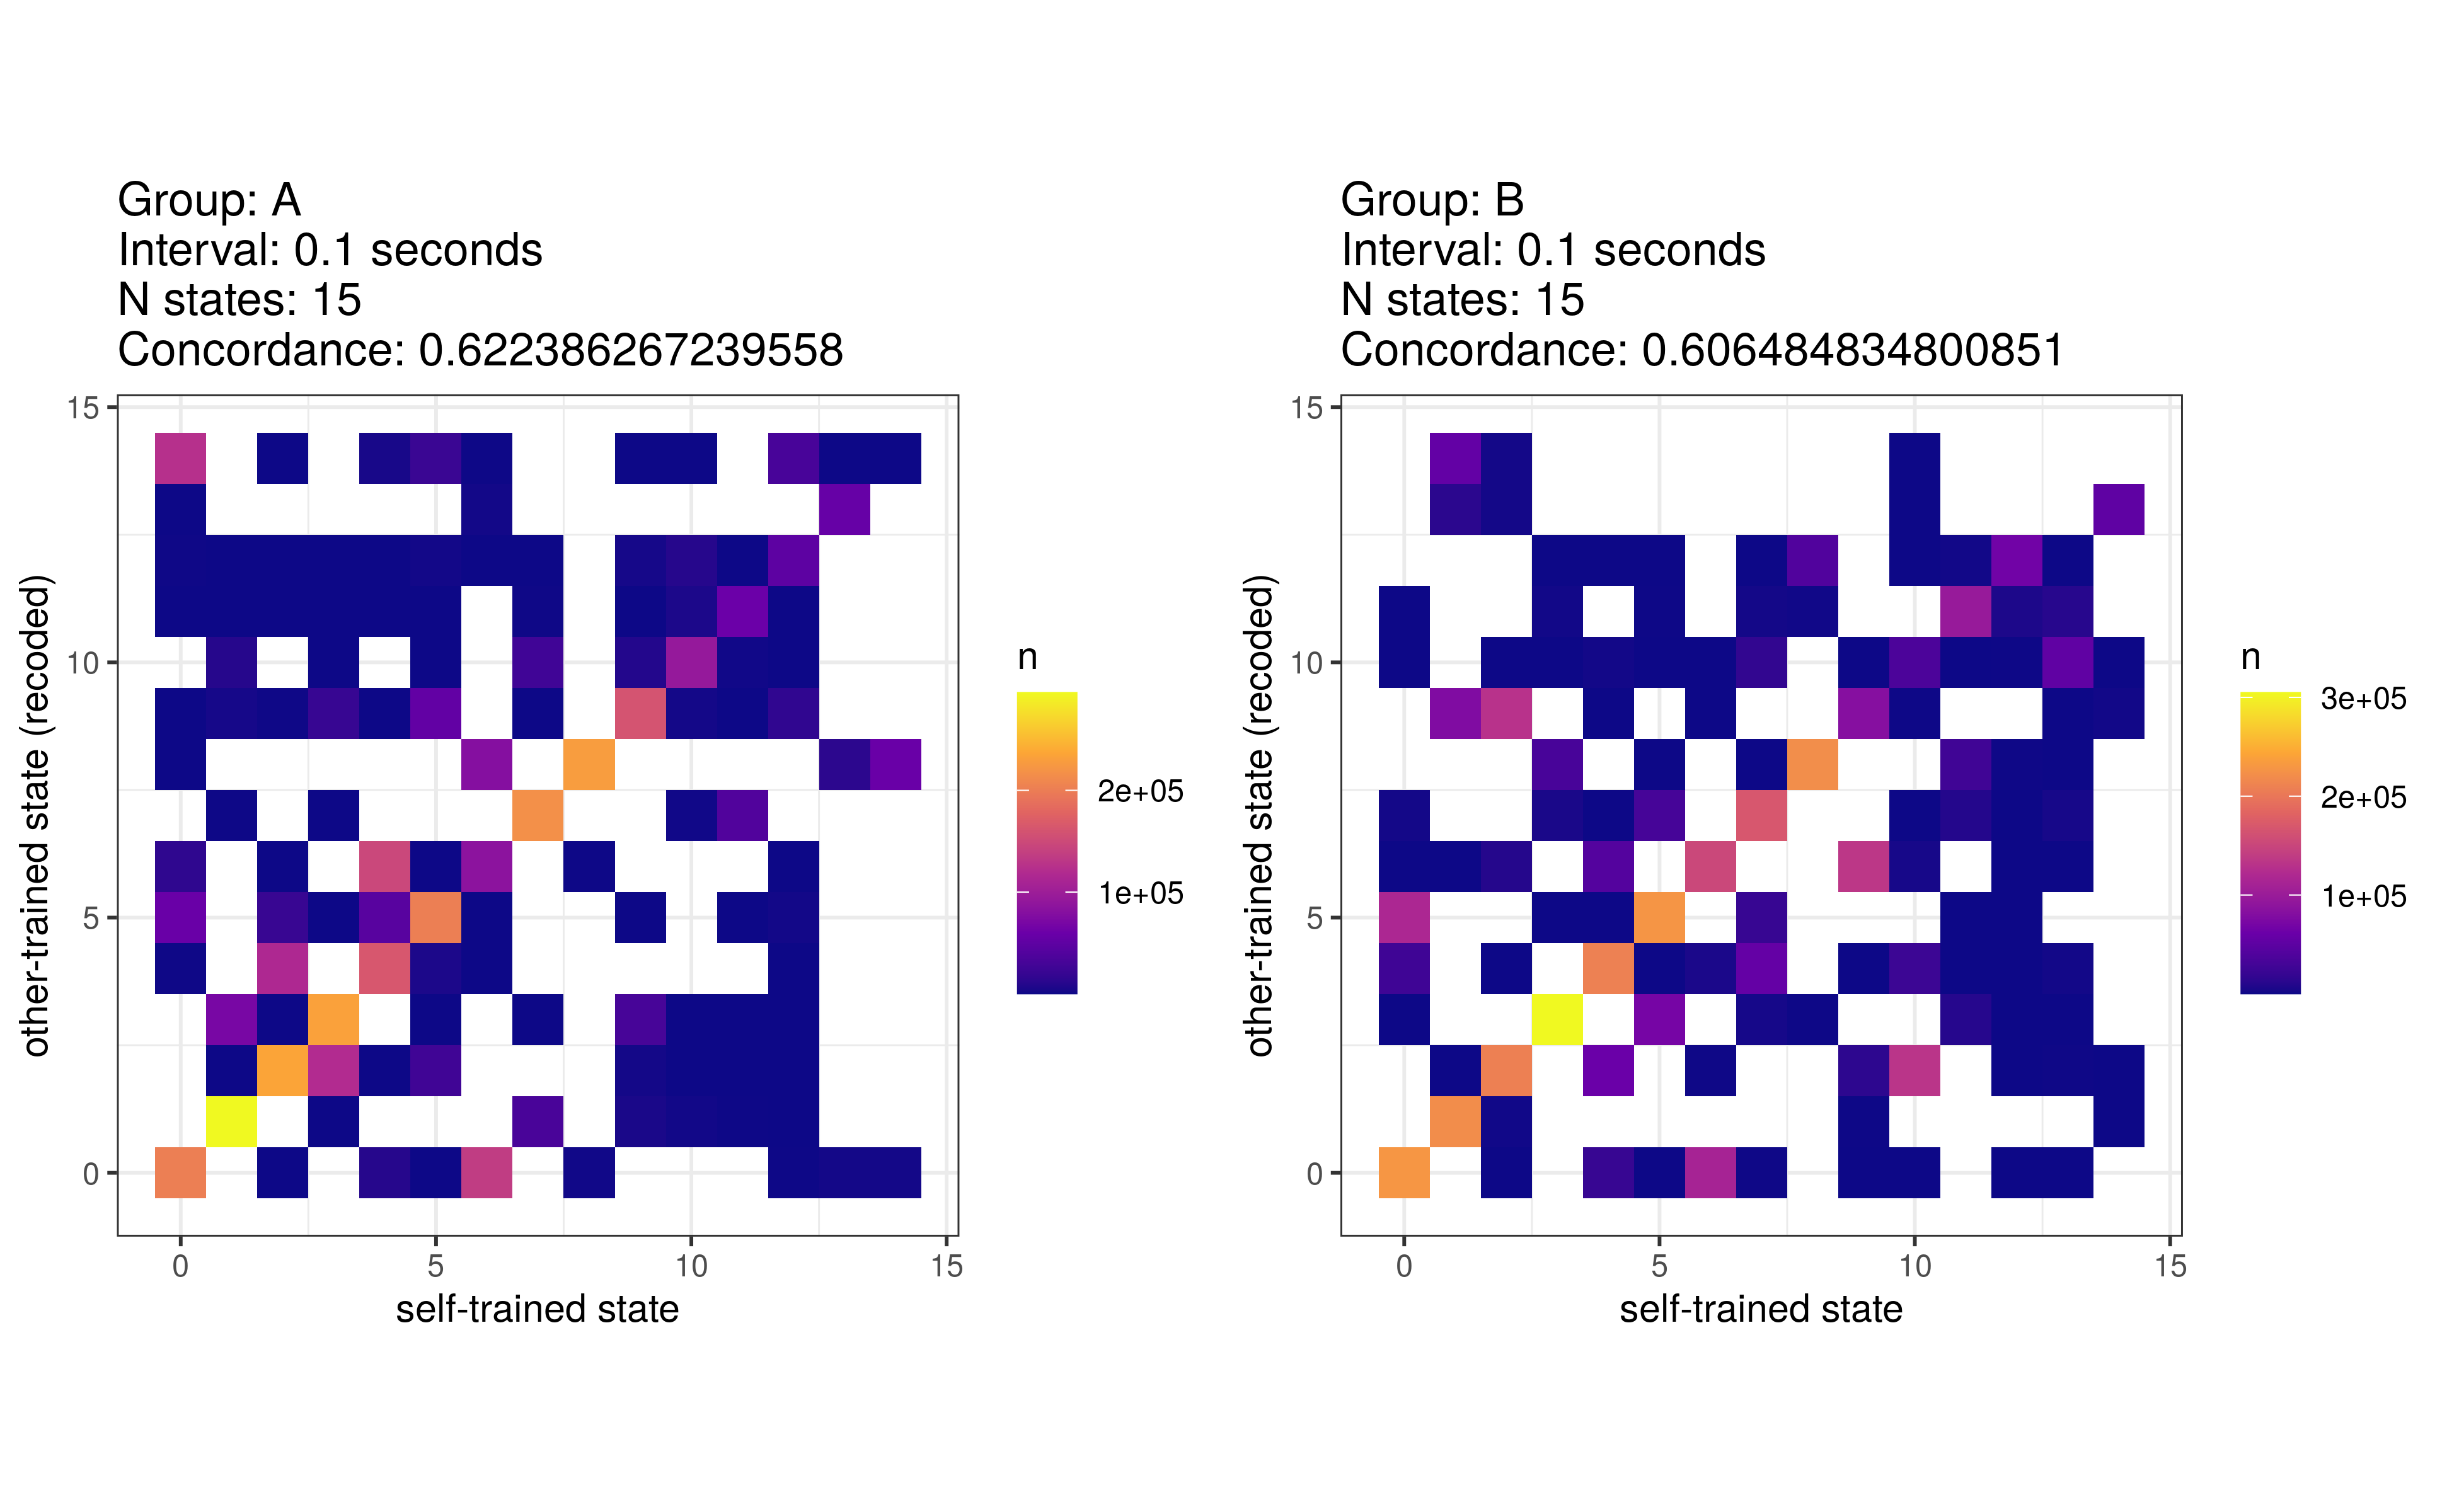 Group: A
Interval: 0.1 seconds
N states: 15
Concordance: 0.622386267239558
15
10
5
0
other-trained state (recoded)
0
5
10
15
self-trained state
n
2e+05
1e+05
Group: B
Interval: 0.1 seconds
N states: 15
Concordance: 0.606484834800851
15
10
5
0
other-trained state (recoded)
0
5
10
15
self-trained state
n
3e+05
2e+05
1e+05